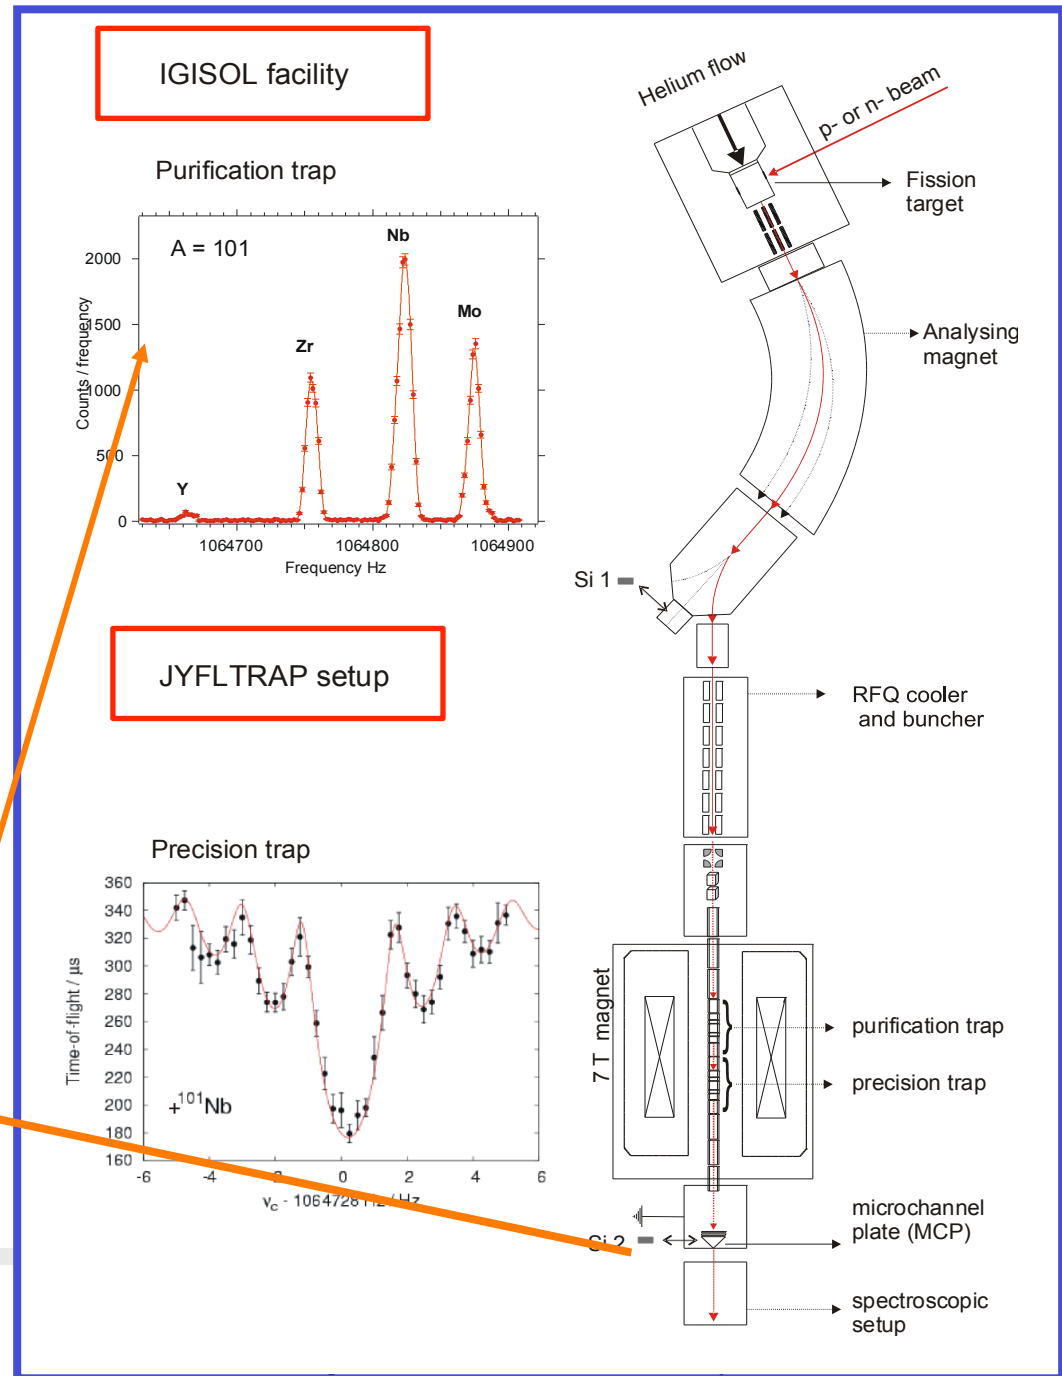 IGISOL facility
Purification trap
A = 101
Y
Zr
Nb
Mo
2000
1500
1000
500
0
Counts / frequency
1064700
1064800
1064900
Frequency Hz
JYFLTRAP setup
Precision trap
360
340
320
300
280
260
240
220
200
180
160
Time-of-flight / µs
+¹⁰¹Nb
-6
-4
-2
0
2
4
6
ν_c - 1064728 / Hz
Helium flow
p- or n- beam
Fission
target
Analysing
magnet
Si 1
RFQ cooler
and buncher
7 T magnet
purification trap
precision trap
Si 2
microchannel
plate (MCP)
spectroscopic
setup